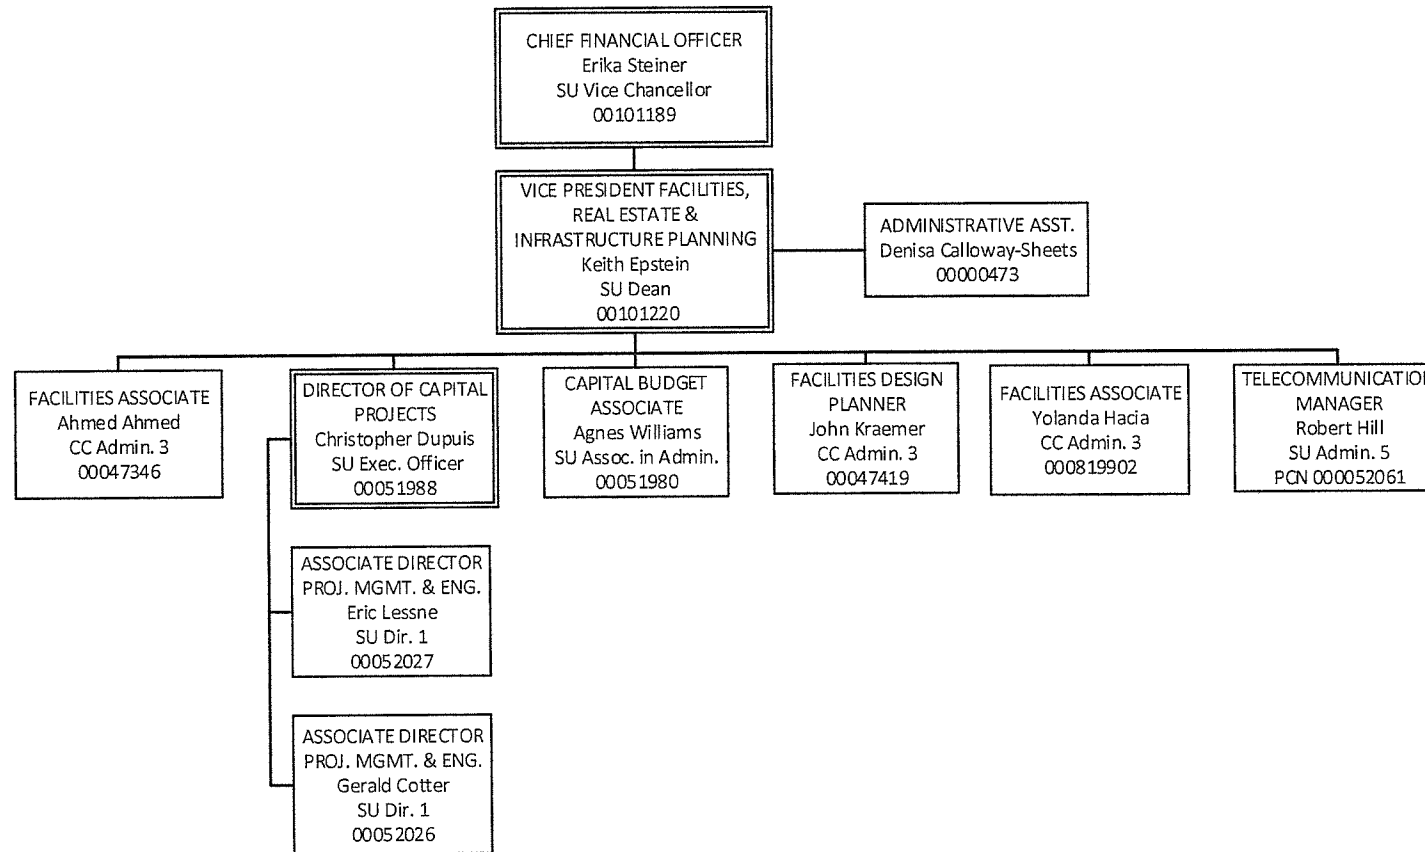 CHIEF FINANCIAL OFFICER
Erika Steiner
SU Vice Chancellor
00101189
VICE PRESIDENT FACILITIES,
REAL ESTATE &
INFRASTRUCTURE PLANNING
Keith Epstein
SU Dean
00101220
ADMINISTRATIVE ASST.
Denisa Calloway-Sheets
00000473
FACILITIES ASSOCIATE
Ahmed Ahmed
CC Admin. 3
00047346
DIRECTOR OF CAPITAL
PROJECTS
Christopher Dupuis
SU Exec. Officer
00051988
CAPITAL BUDGET
ASSOCIATE
Agnes Williams
SU Assoc. in Admin.
00051980
FACILITIES DESIGN
PLANNER
John Kraemer
CC Admin. 3
00047419
FACILITIES ASSOCIATE
Yolanda Hacia
CC Admin. 3
000819902
TELECOMMUNICATION
MANAGER
Robert Hill
SU Admin. 5
PCN 000052061
ASSOCIATE DIRECTOR
PROJ. MGMT. & ENG.
Eric Lessne
SU Dir. 1
00052027
ASSOCIATE DIRECTOR
PROJ. MGMT. & ENG.
Gerald Cotter
SU Dir. 1
00052026